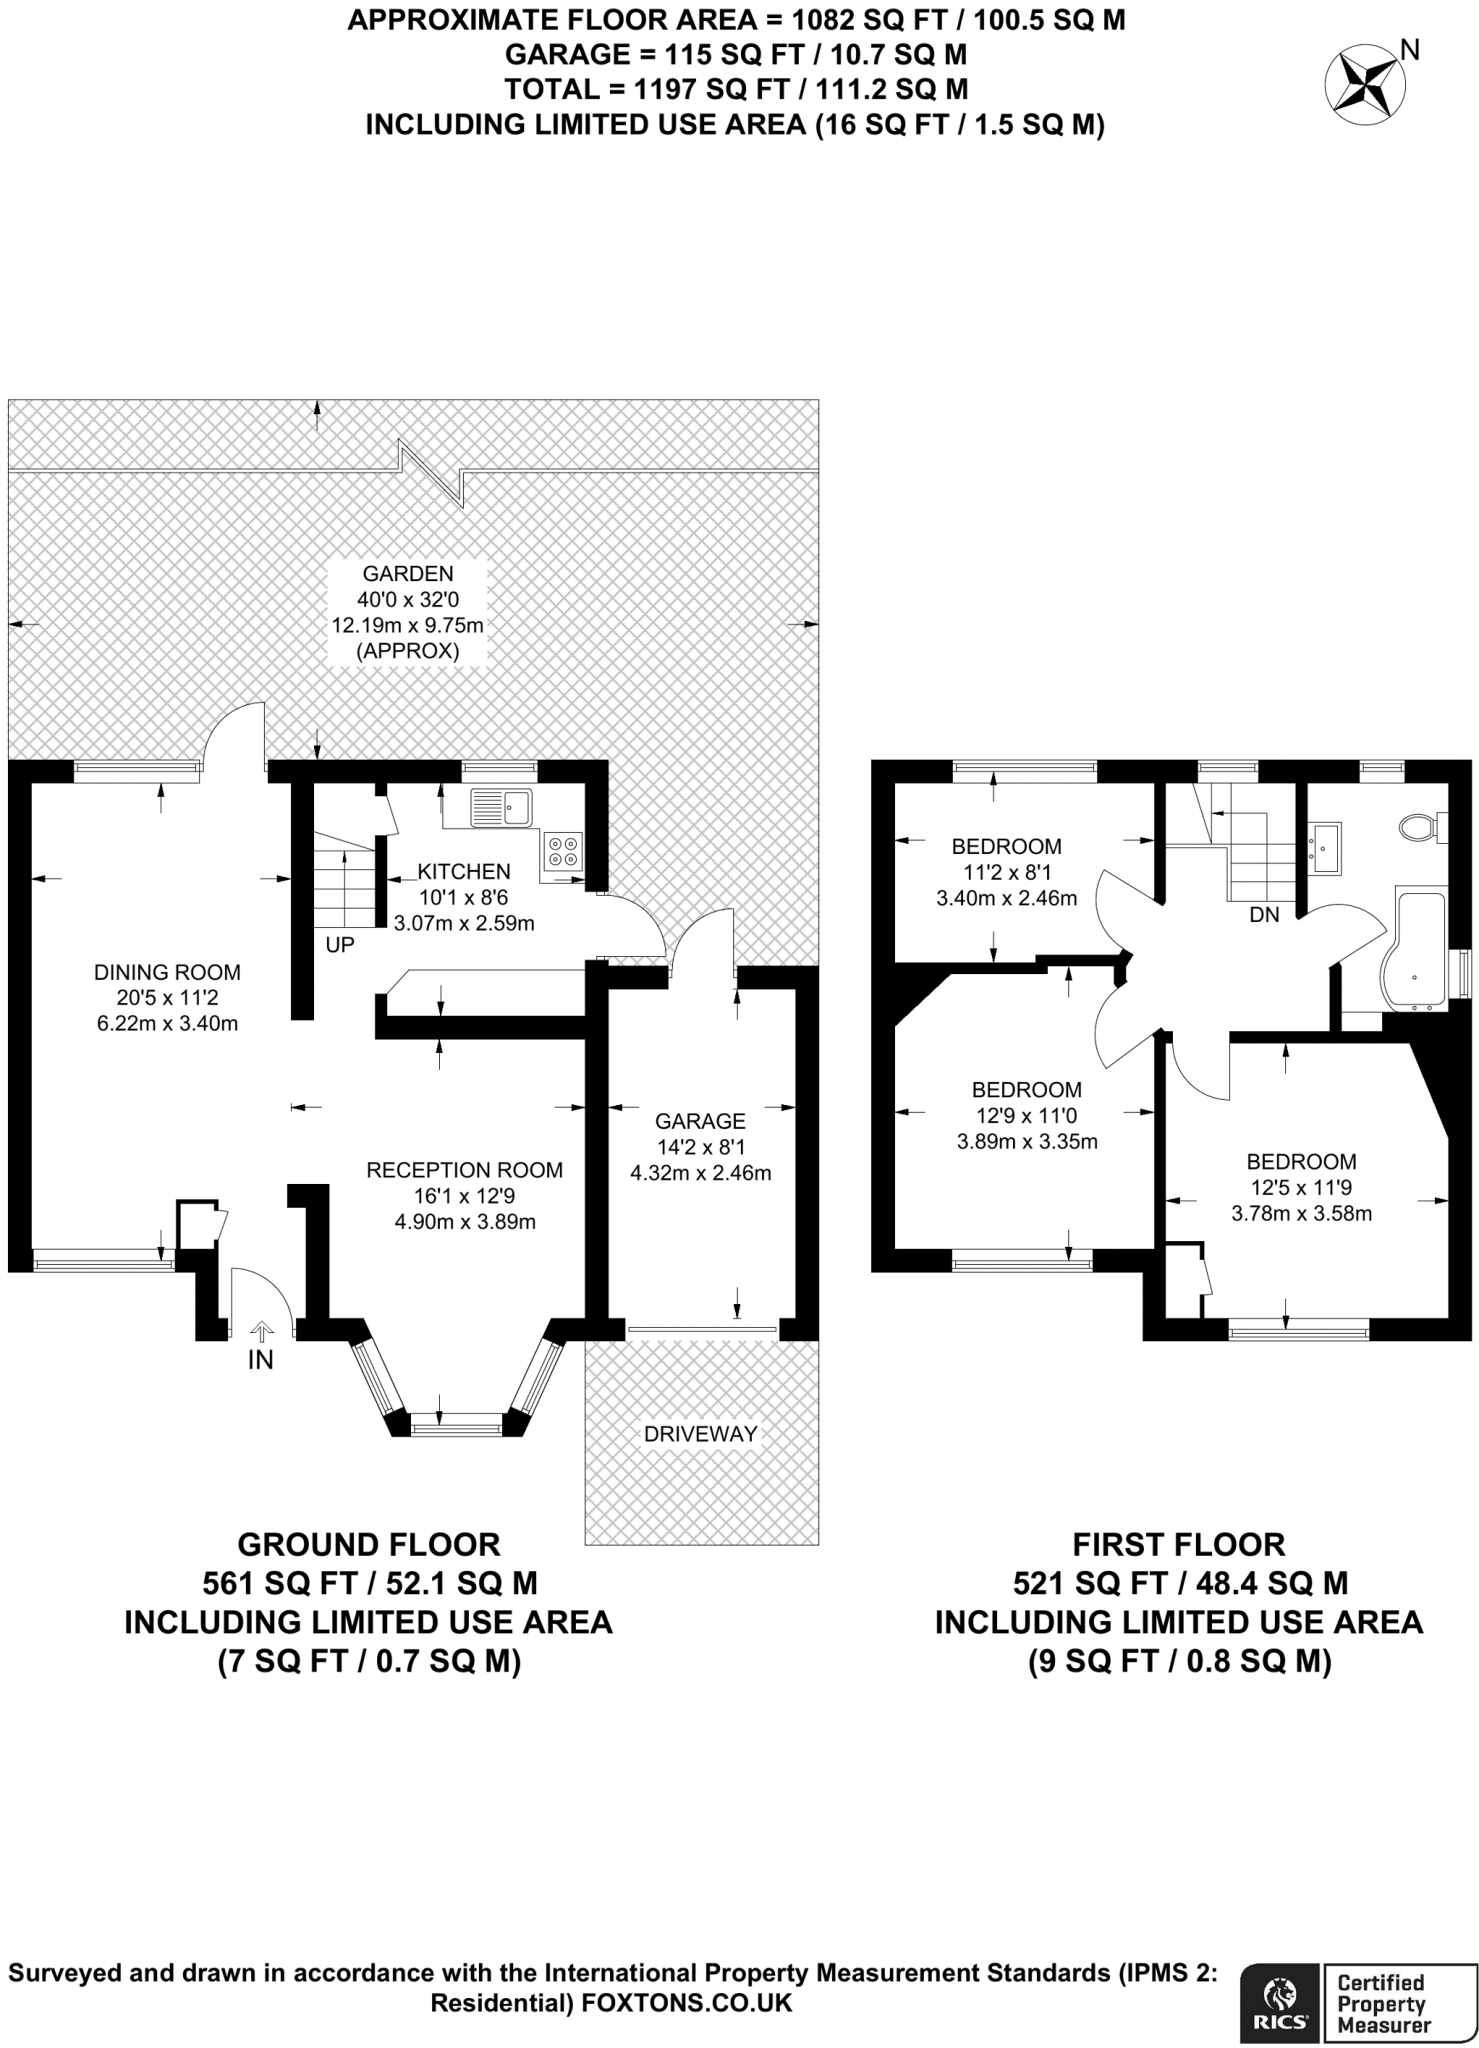 APPROXIMATE FLOOR AREA = 1082 SQ FT / 100.5 SQ M
GARAGE = 115 SQ FT / 10.7 SQ M
TOTAL = 1197 SQ FT / 111.2 SQ M
INCLUDING LIMITED USE AREA (16 SQ FT / 1.5 SQ M)
N
GARDEN
40'0 x 32'0
12.19m x 9.75m
(APPROX)
KITCHEN
10'1 x 8'6
3.07m x 2.59m
UP
DINING ROOM
20'5 x 11'2
6.22m x 3.40m
RECEPTION ROOM
16'1 x 12'9
4.90m x 3.89m
GARAGE
14'2 x 8'1
4.32m x 2.46m
IN
DRIVEWAY
BEDROOM
11'2 x 8'1
3.40m x 2.46m
DN
BEDROOM
12'9 x 11'0
3.89m x 3.35m
BEDROOM
12'5 x 11'9
3.78m x 3.58m
GROUND FLOOR
561 SQ FT / 52.1 SQ M
INCLUDING LIMITED USE AREA
(7 SQ FT / 0.7 SQ M)
FIRST FLOOR
521 SQ FT / 48.4 SQ M
INCLUDING LIMITED USE AREA
(9 SQ FT / 0.8 SQ M)
Surveyed and drawn in accordance with the International Property Measurement Standards (IPMS 2:
Residential) FOXTONS.CO.UK
RICS
Certified
Property
Measurer